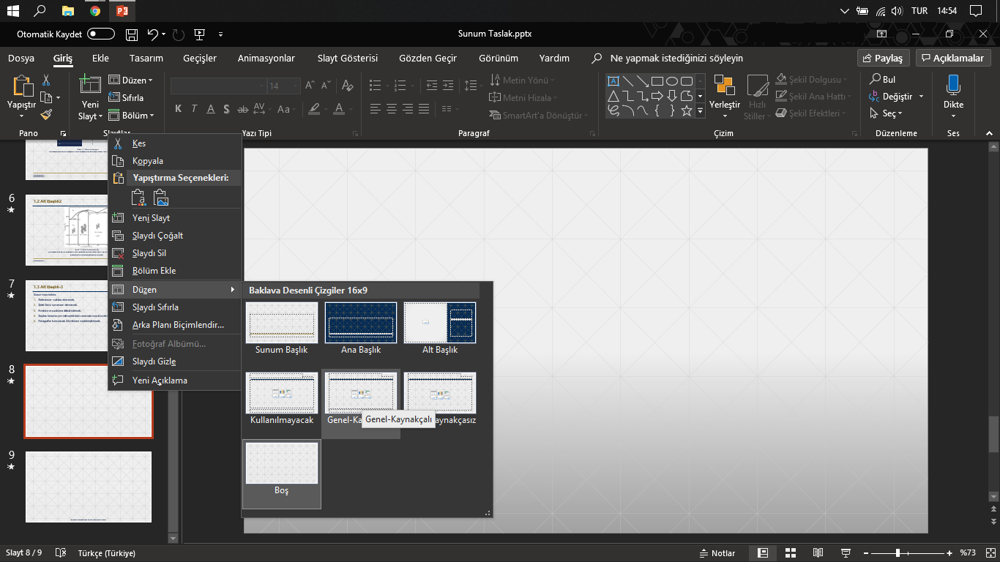 TUR 14:54
Otomatik Kaydet
Sunum Taslak.pptx
Dosya Giriş Ekle Tasarım Geçişler Animasyonlar Slayt Gösterisi Gözden Geçir Görünüm Yardım Ne yapmak istediğinizi söyleyin Paylaş Açıklamalar
Yapıştır
Pano
Yeni Slayt
Düzen
Sıfırla
Bölüm
Slaytlar
14
K T A S ab AV Aa A
Yazı Tipi
Metin Yönü
Metni Hizala
SmartArt'a Dönüştür
Paragraf
Yerleştir
Hızlı Stiller
Şekil Dolgusu
Şekil Ana Hattı
Şekil Efektleri
Çizim
Bul
Değiştir
Seç
Düzenleme
Dikte
Ses
6
1.2 Alt Başlık2
7
1.3 Alt Başlık-3
8
9
Kes
Kopyala
Yapıştırma Seçenekleri:
Yeni Slayt
Slaydı Çoğalt
Slaydı Sil
Bölüm Ekle
Düzen
Slaydı Sıfırla
Arka Planı Biçimlendir...
Fotoğraf Albümü...
Slaydı Gizle
Yeni Açıklama
Baklava Desenli Çizgiler 16x9
Sunum Başlık Ana Başlık Alt Başlık
Kullanılmayacak Genel-Ka aynakçasız
Genel-Kaynakçalı
Boş
Slayt 8 / 9 Türkçe (Türkiye) Notlar %73